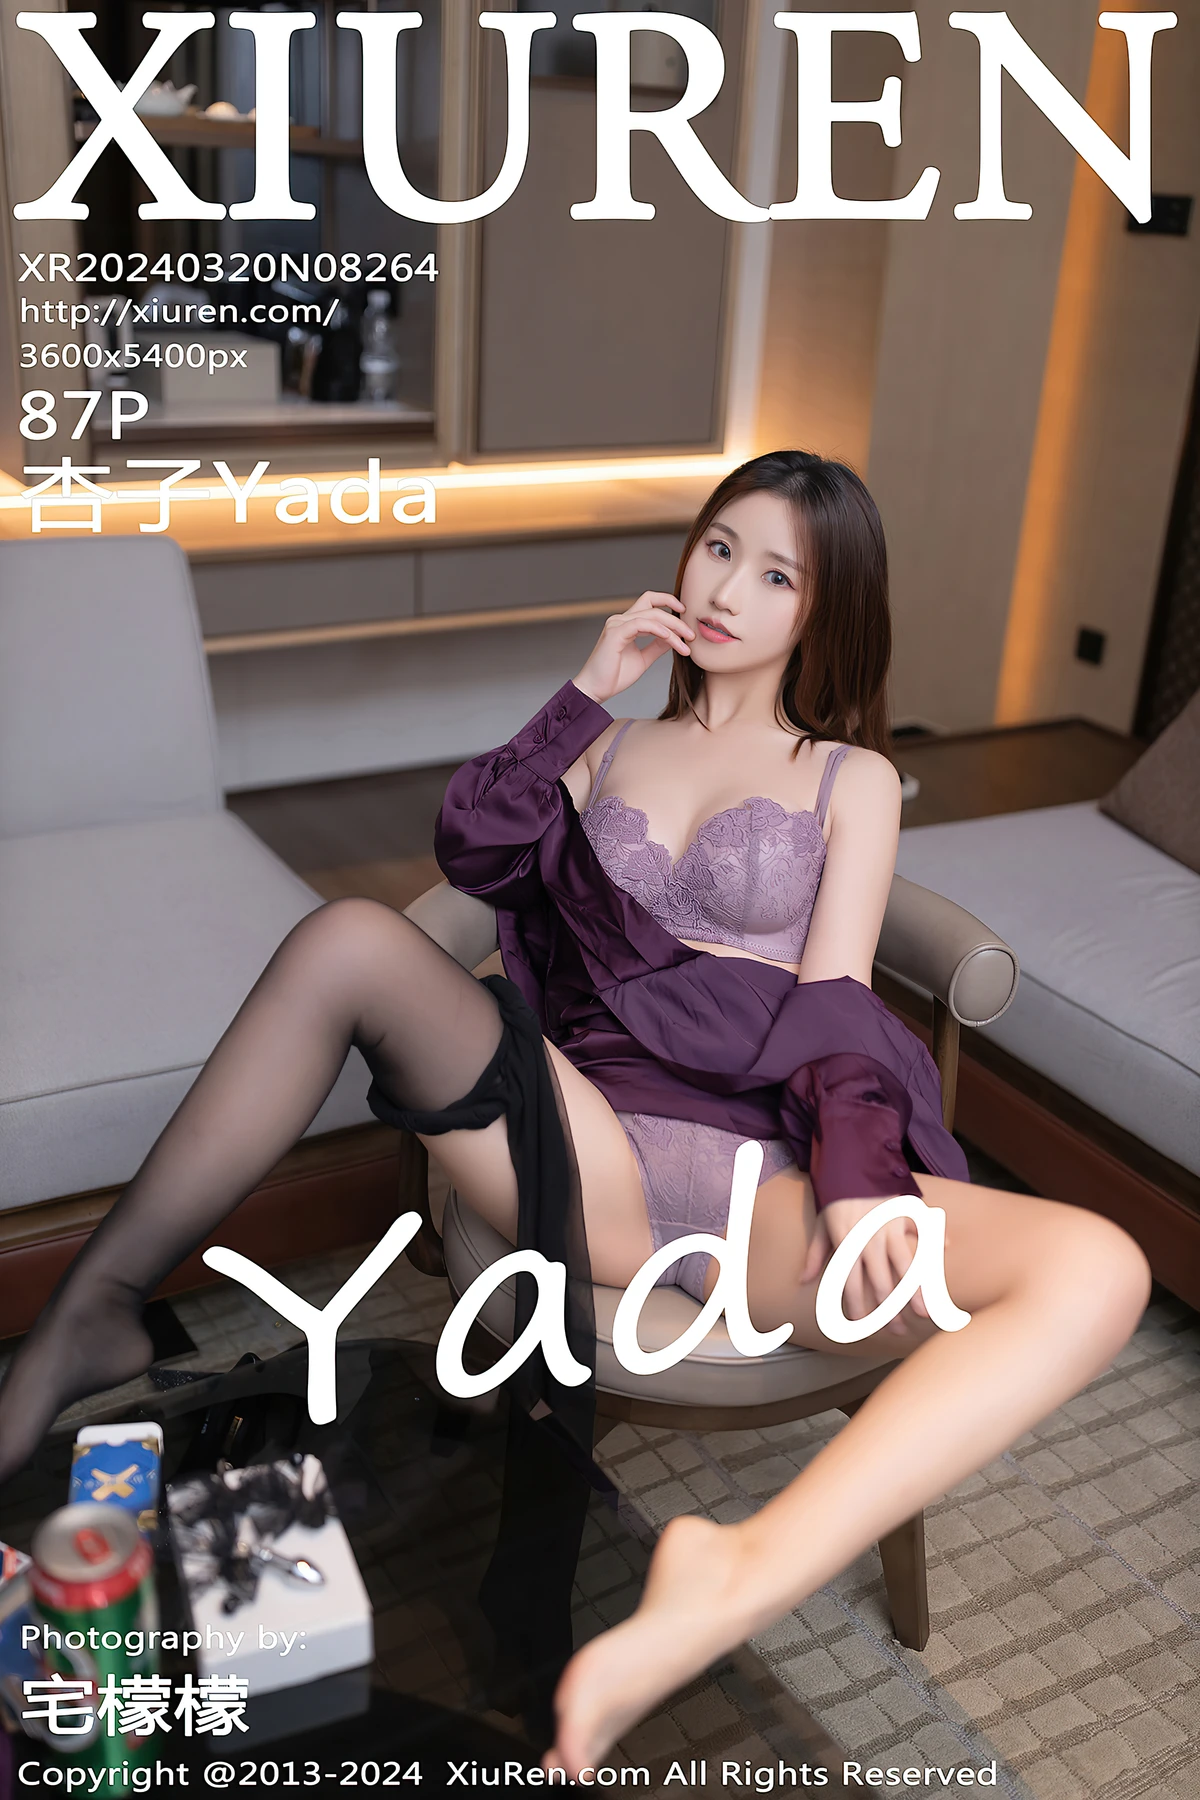 XIUREN
XR20240320N08264
http://xiuren.com/
3600x5400px
87P
杏子Yada
Yada
Photography by:
宅檬檬
Copyright @2013-2024 XiuRen.com All Rights Reserved